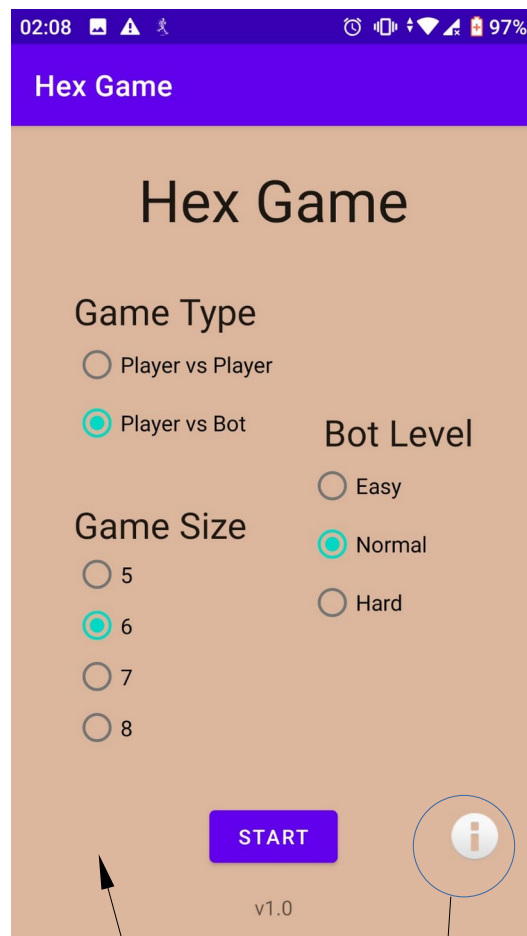 02:08 97%
Hex Game
Hex Game
Game Type
Player vs Player
Player vs Bot
Bot Level
Easy
Normal
Hard
Game Size
5
6
7
8
START
i
v1.0